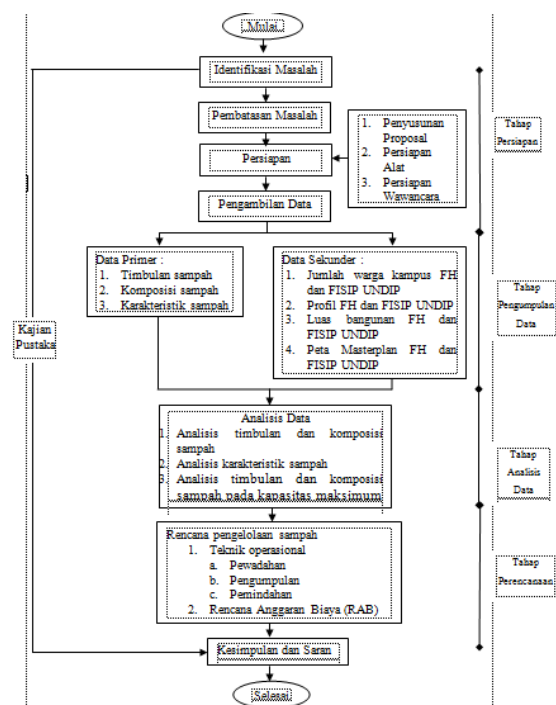 Mulai
Identifikasi Masalah
Pembatasan Masalah
Persiapan
1. Penyusunan
Proposal
2. Persiapan
Alat
3. Persiapan
Wawancara
Tahap
Persiapan
Pengambilan Data
Data Primer :
1. Timbulan sampah
2. Komposisi sampah
3. Karakteristik sampah
Data Sekunder :
1. Jumlah warga kampus FH
dan FISIP UNDIP
2. Profil FH dan FISIP UNDIP
3. Luas bangunan FH dan
FISIP UNDIP
4. Peta Masterplan FH dan
FISIP UNDIP
Tahap
Pengumpulan
Data
Kajian
Pustaka
Analisis Data
1. Analisis timbulan dan komposisi
sampah
2. Analisis karakteristik sampah
3. Analisis timbulan dan komposisi
sampah pada kapasitas maksimum
Tahap
Analisis
Data
Rencana pengelolaan sampah
1. Teknik operasional
a. Pewadahan
b. Pengumpulan
c. Pemindahan
2. Rencana Anggaran Biaya (RAB)
Tahap
Perencanaan
Kesimpulan dan Saran
Selesai